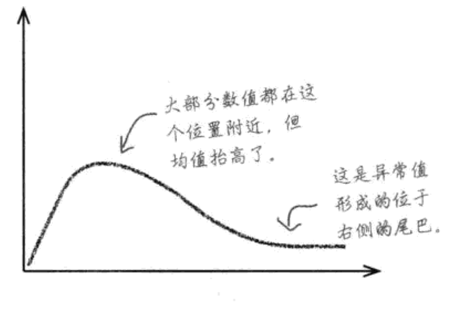 大部分数值都在这
个位置附近，但
均值抬高了。
这是异常值
形成的位于
右侧的尾巴。